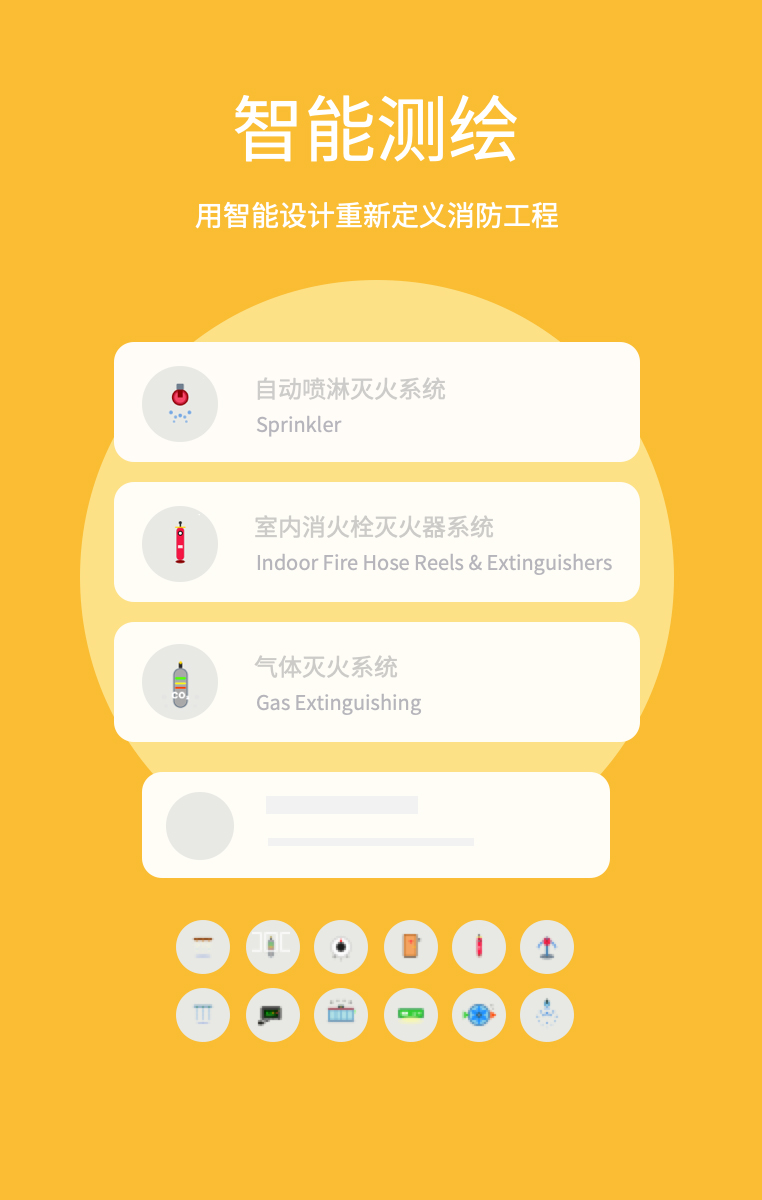 智能测绘
用智能设计重新定义消防工程
自动喷淋灭火系统
Sprinkler
室内消火栓灭火器系统
Indoor Fire Hose Reels & Extinguishers
气体灭火系统
Gas Extinguishing